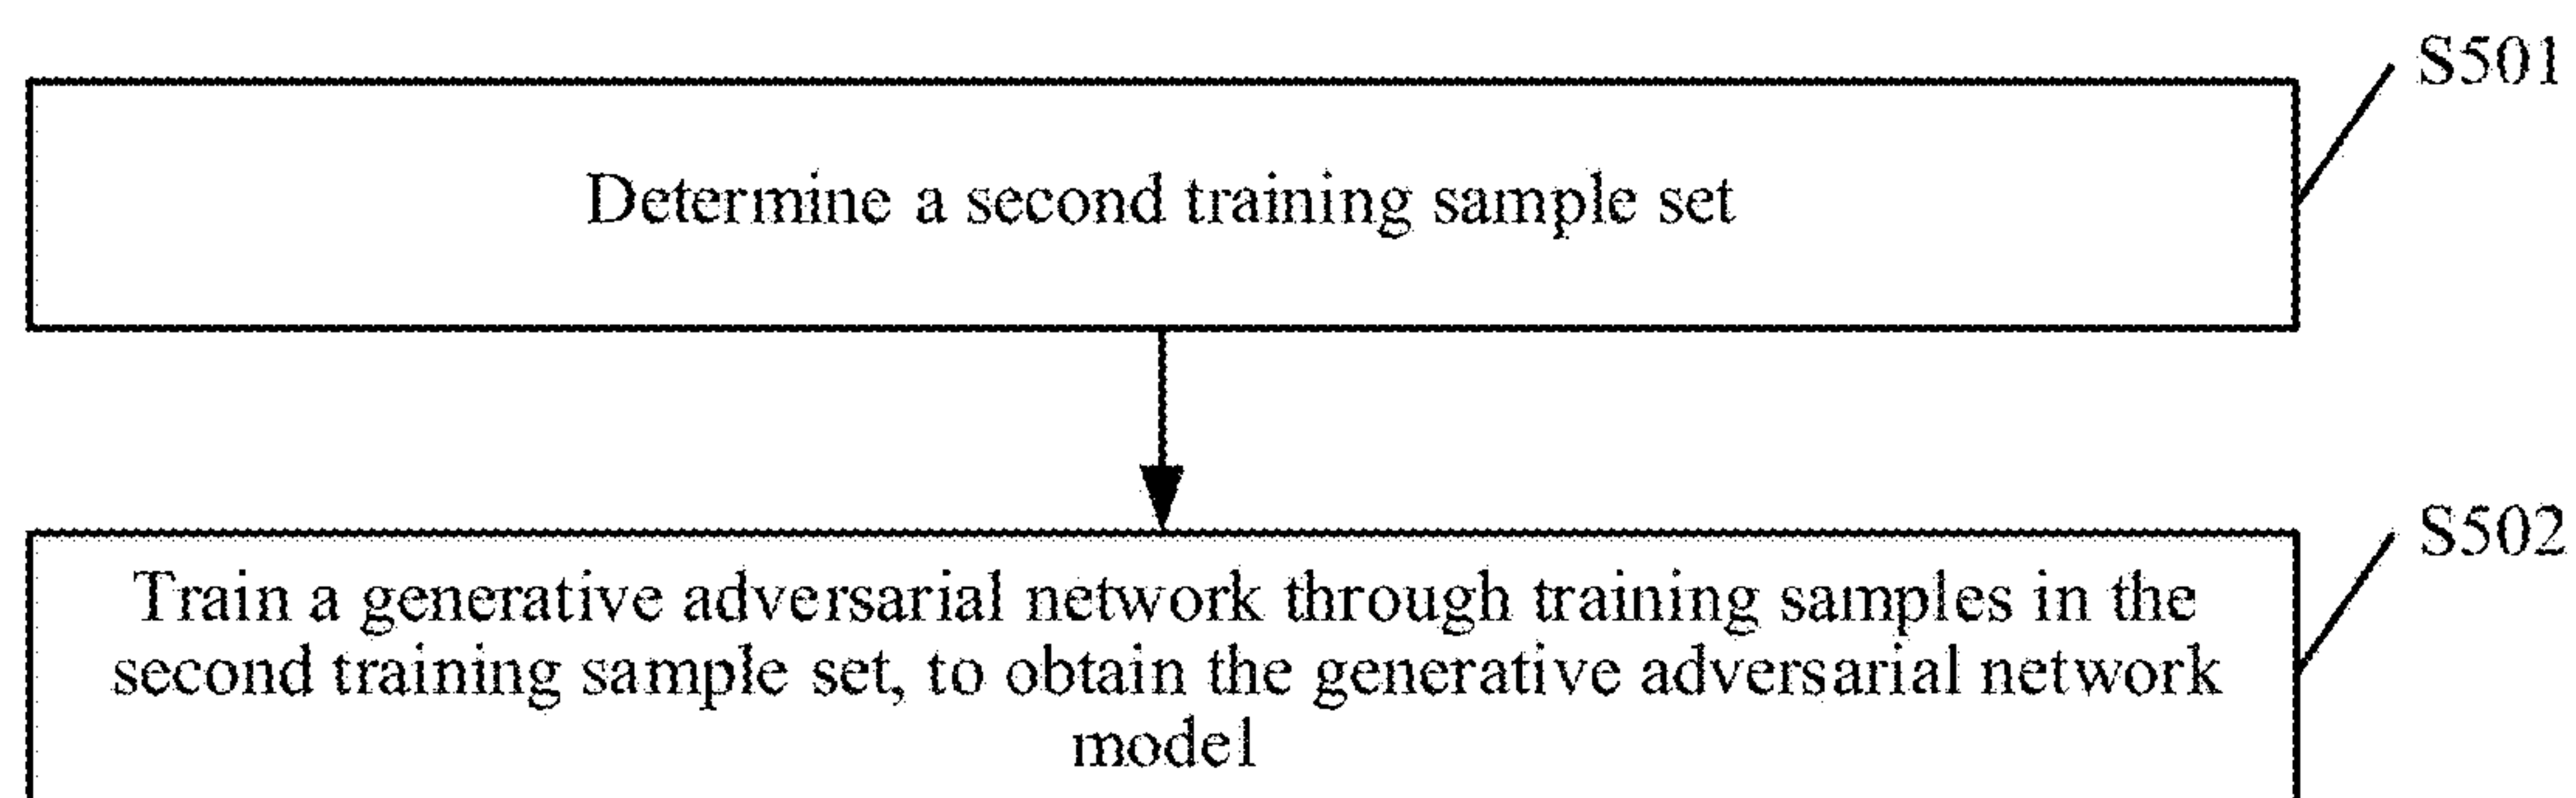 S501
Determine a second training sample set
S502
Train a generative adversarial network through training samples in the
second training sample set, to obtain the generative adversarial network
model